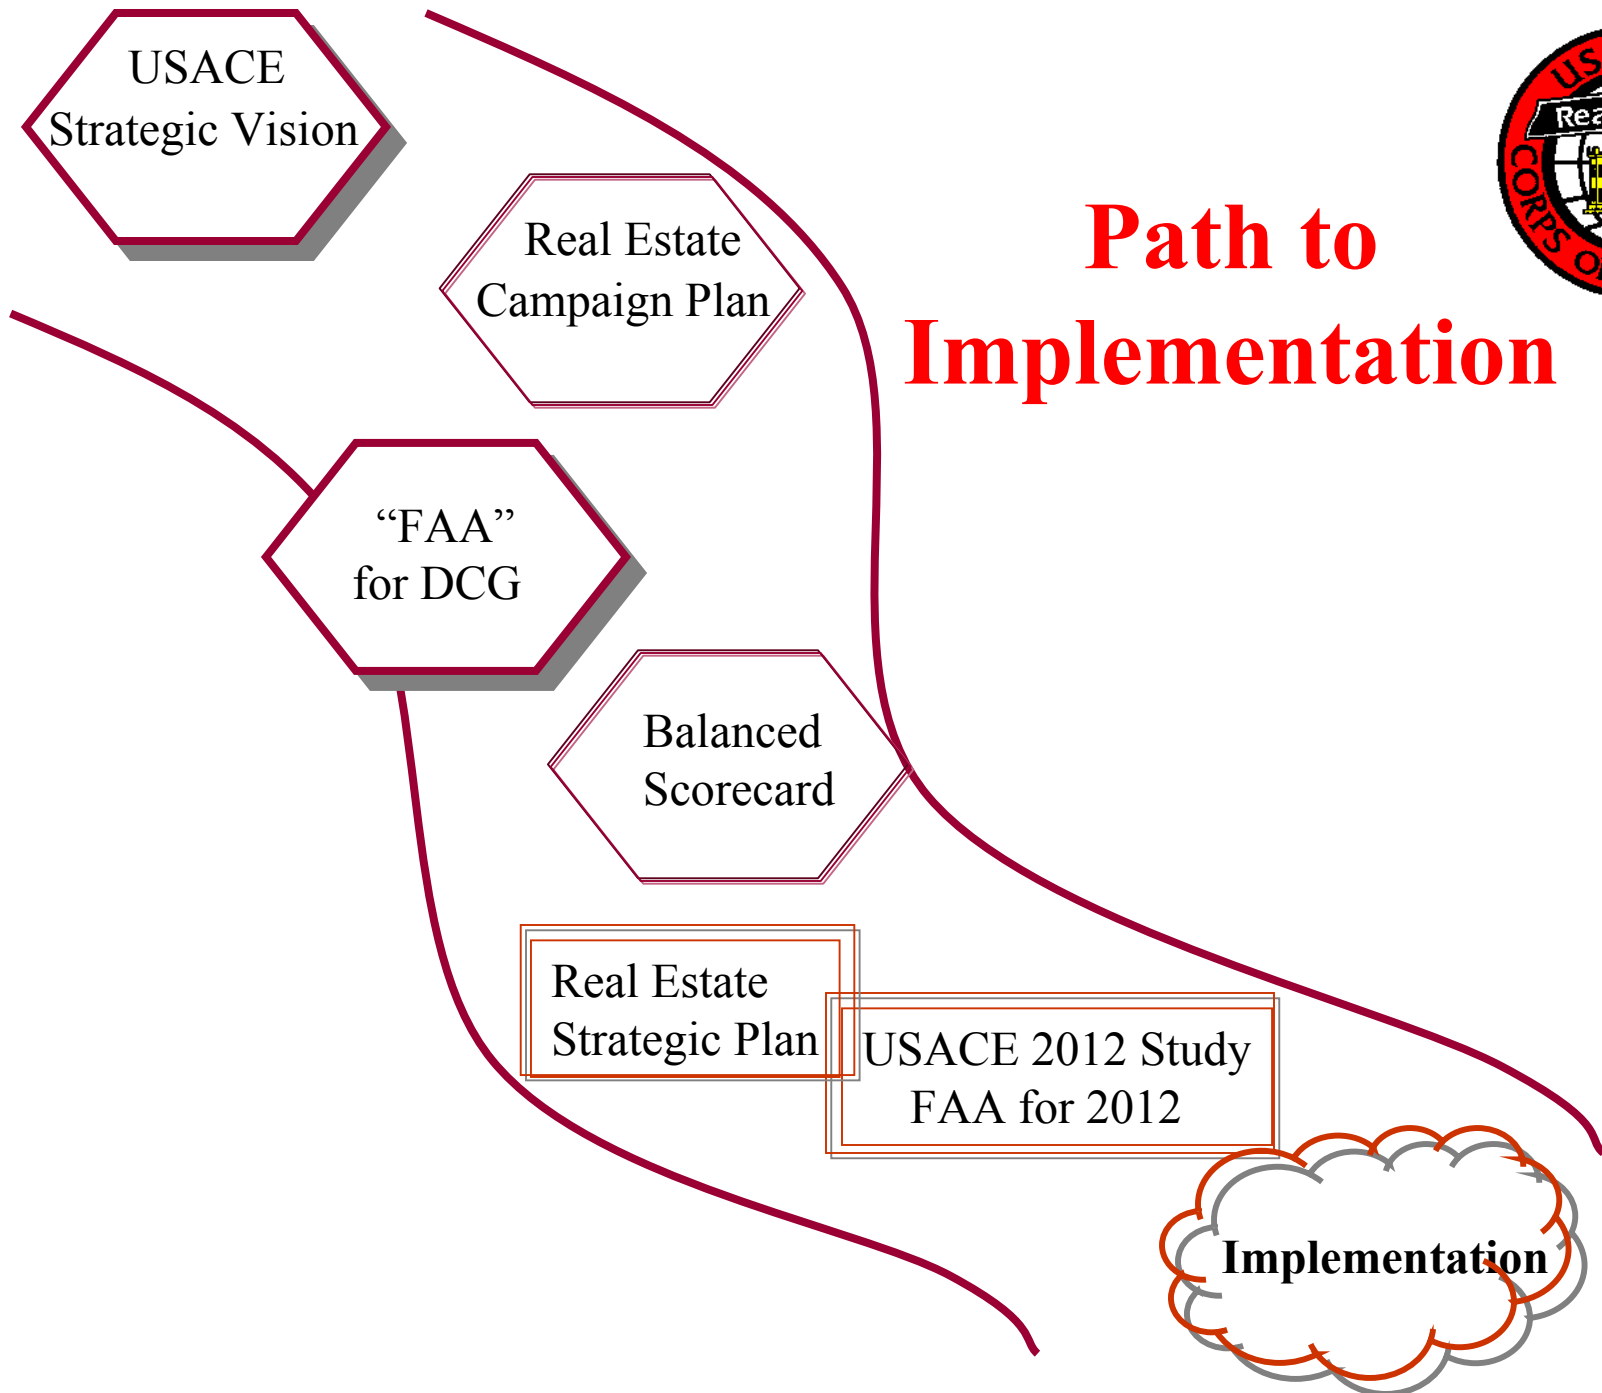 USACE
Strategic Vision
Real Estate
Campaign Plan
Path to
Implementation
“FAA”
for DCG
Balanced
Scorecard
Real Estate
Strategic Plan
USACE 2012 Study
FAA for 2012
Implementation
CORPS